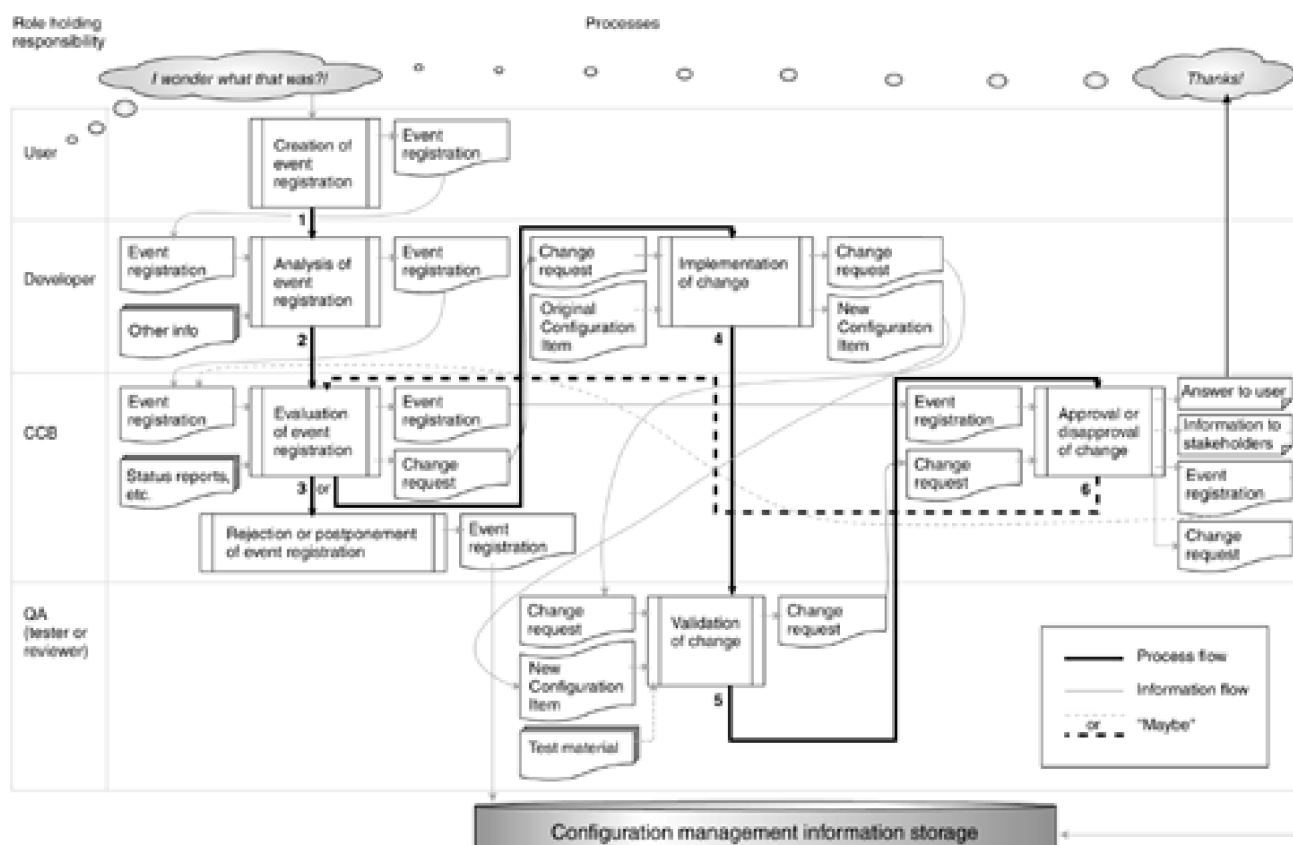 Role holding
responsibility
Processes
I wonder what that was?!
Thanks!
User
Creation of
event
registration
Event
registration
1
Developer
Event
registration
Other info
Analysis of
event
registration
Event
registration
2
Change
request
Original
Configuration
Item
Implementation
of change
Change
request
New
Configuration
Item
4
CCB
Event
registration
Status reports,
etc.
Evaluation
of event
registration
Event
registration
Change
request
3 or
Rejection or postponement
of event registration
Event
registration
Event
registration
Change
request
Approval or
disapproval
of change
6
Answer to user
Information to
stakeholders
Event
registration
Change
request
QA
(tester or
reviewer)
Change
request
New
Configuration
Item
Test material
Validation
of change
Change
request
5
Process flow
Information flow
or
"Maybe"
Configuration management information storage